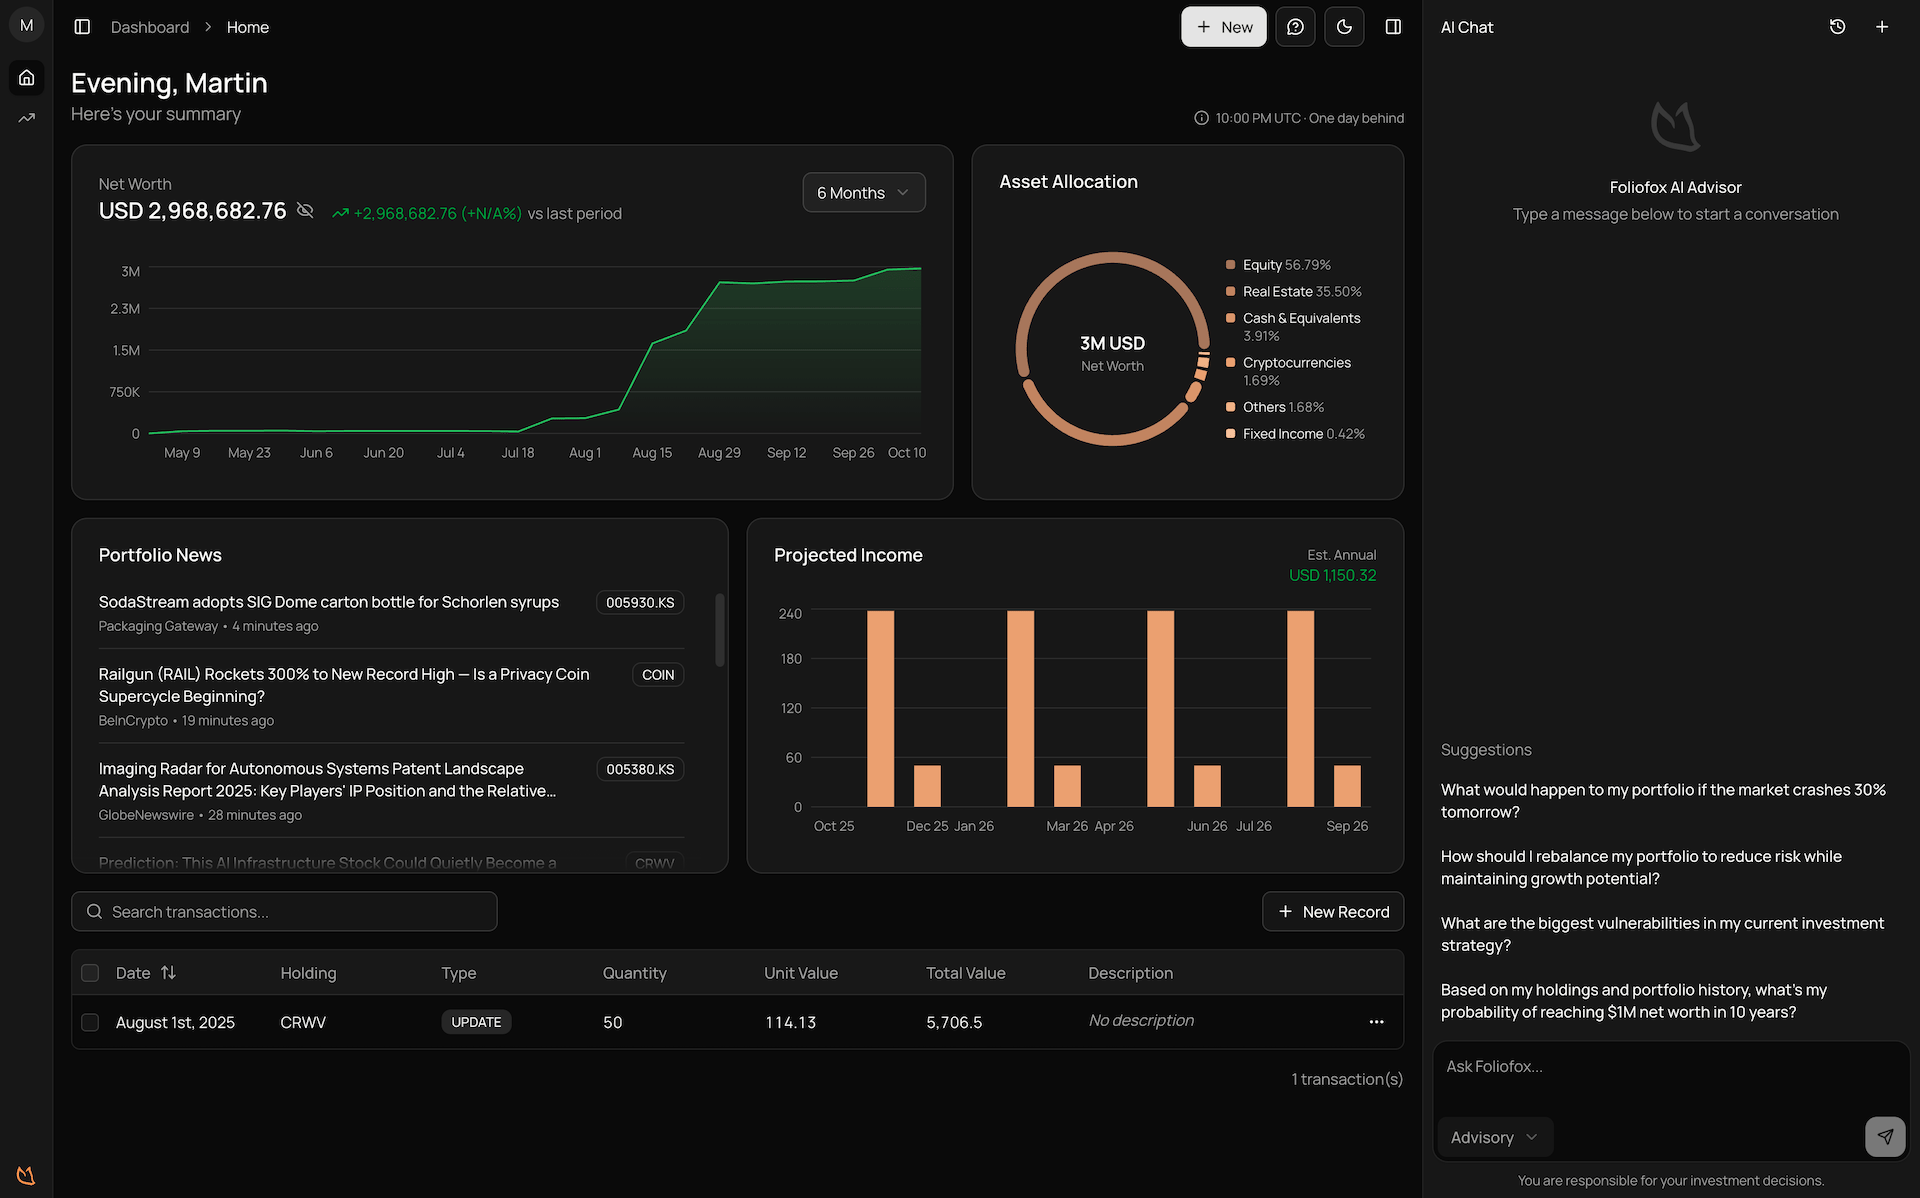 M
Dashboard > Home
+ New
AI Chat
Evening, Martin
Here's your summary
10:00 PM UTC · One day behind
Net Worth
USD 2,968,682.76 +2,968,682.76 (+N/A%) vs last period
6 Months
3M
2.3M
1.5M
750K
0
May 9 May 23 Jun 6 Jun 20 Jul 4 Jul 18 Aug 1 Aug 15 Aug 29 Sep 12 Sep 26 Oct 10
Asset Allocation
3M USD
Net Worth
Equity 56.79%
Real Estate 35.50%
Cash & Equivalents
3.91%
Cryptocurrencies
1.69%
Others 1.68%
Fixed Income 0.42%
Portfolio News
SodaStream adopts SIG Dome carton bottle for Schorlen syrups 005930.KS
Packaging Gateway • 4 minutes ago
Railgun (RAIL) Rockets 300% to New Record High — Is a Privacy Coin COIN
Supercycle Beginning?
BeInCrypto • 19 minutes ago
Imaging Radar for Autonomous Systems Patent Landscape 005380.KS
Analysis Report 2025: Key Players' IP Position and the Relative...
GlobeNewswire • 28 minutes ago
Prediction: This AI Infrastructure Stock Could Quietly Become a CRWV
Projected Income
Est. Annual
USD 1,150.32
240
180
120
60
0
Oct 25 Dec 25 Jan 26 Mar 26 Apr 26 Jun 26 Jul 26 Sep 26
Search transactions...
+ New Record
Date Holding Type Quantity Unit Value Total Value Description
August 1st, 2025 CRWV UPDATE 50 114.13 5,706.5 No description
1 transaction(s)
Foliofox AI Advisor
Type a message below to start a conversation
Suggestions
What would happen to my portfolio if the market crashes 30%
tomorrow?
How should I rebalance my portfolio to reduce risk while
maintaining growth potential?
What are the biggest vulnerabilities in my current investment
strategy?
Based on my holdings and portfolio history, what's my
probability of reaching $1M net worth in 10 years?
Ask Foliofox...
Advisory
You are responsible for your investment decisions.